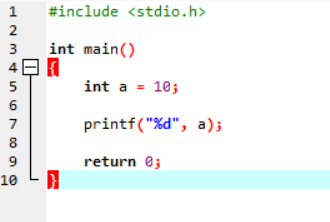 1 #include <stdio.h>
2
3 int main()
4 {
5     int a = 10;
6
7     printf("%d", a);
8
9     return 0;
10 }